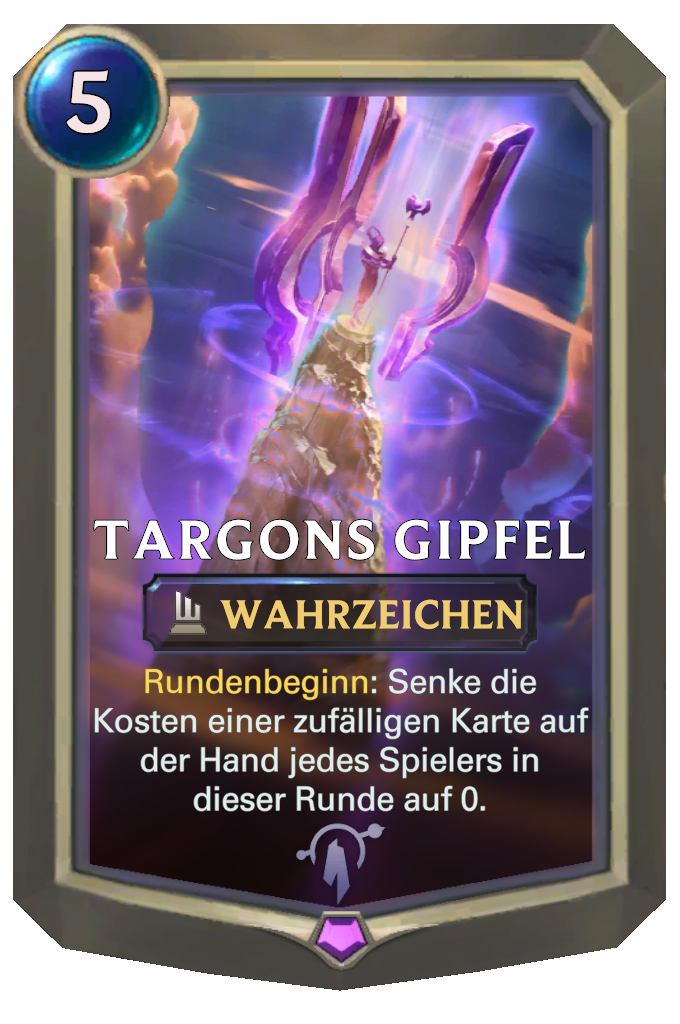 5
TARGONS GIPFEL
WAHRZEICHEN
Rundenbeginn: Senke die
Kosten einer zufälligen Karte auf
der Hand jedes Spielers in
dieser Runde auf 0.